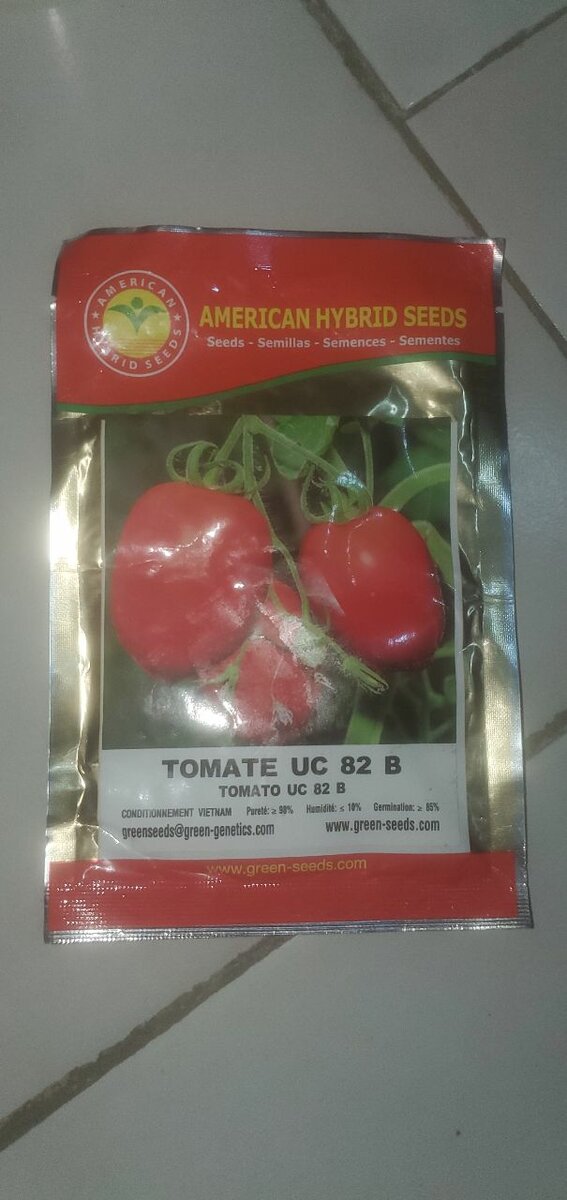 AMERICAN
HYBRID SEEDS
AMERICAN HYBRID SEEDS
Seeds - Semillas - Semences - Sementes
TOMATE UC 82 B
TOMATO UC 82 B
CONDITIONNEMENT VIETNAM Pureté: ≥ 98% Humidité: ≤ 10% Germination: ≥ 85%
greenseeds@green-genetics.com www.green-seeds.com
www.green-seeds.com